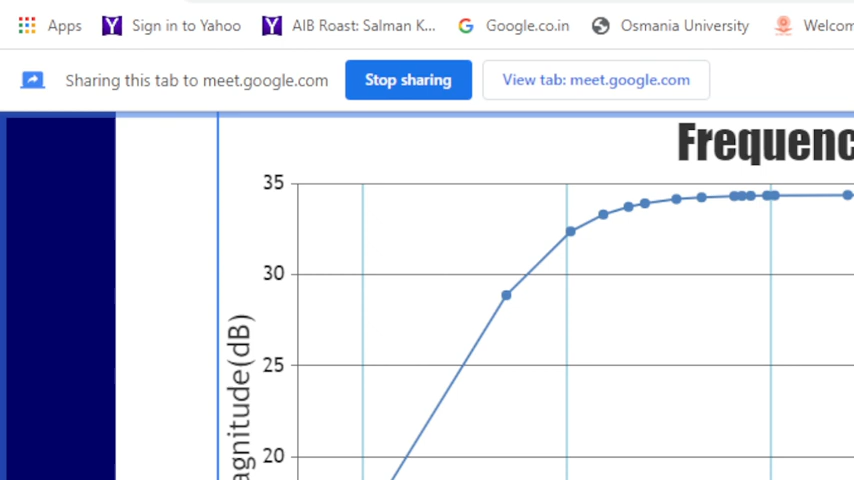 Apps Sign in to Yahoo AIB Roast: Salman K... Google.co.in Osmania University Welcom
Sharing this tab to meet.google.com Stop sharing View tab: meet.google.com
Frequenc
35
30
25
20
agnitude(dB)